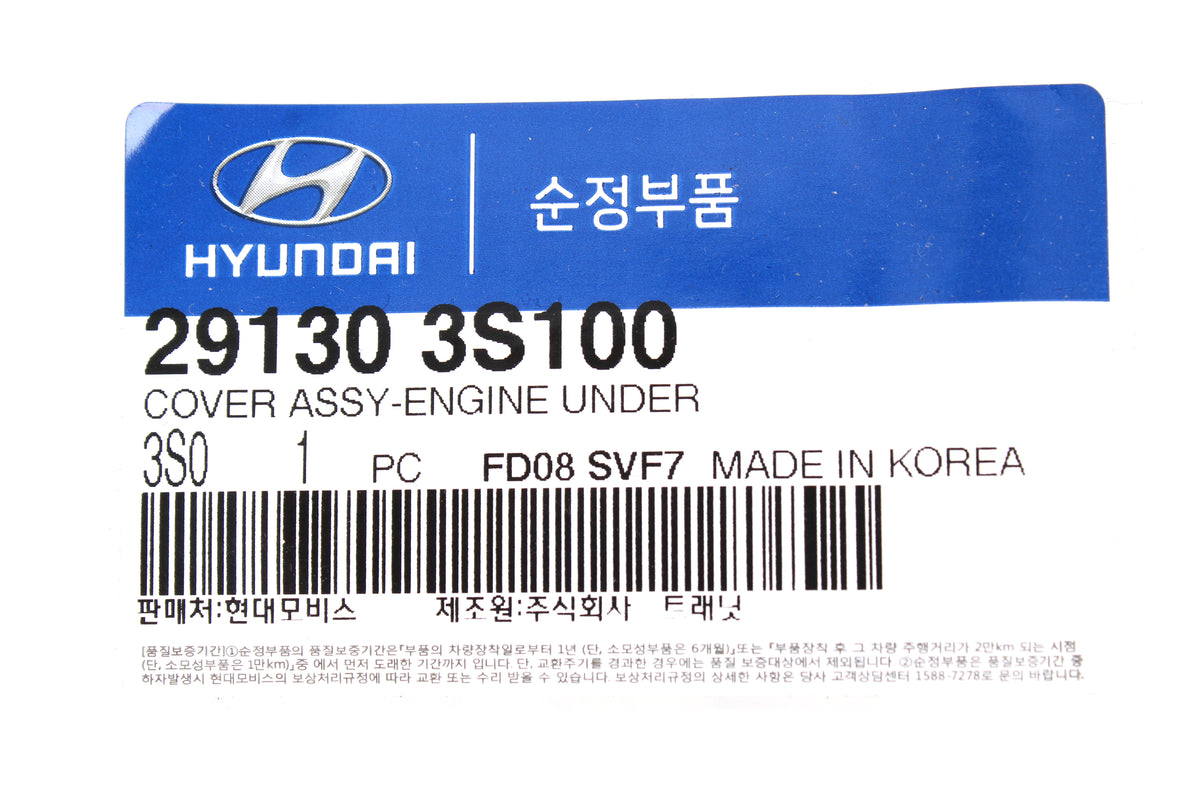 HYUNDAI
순정부품
29130 3S100
COVER ASSY-ENGINE UNDER
3S0 1 PC FD08 SVF7 MADE IN KOREA
판매처:현대모비스 제조원:주식회사 트래닛
[품질보증기간]①순정부품의 품질보증기간은「부품의 차량장착일로부터 1년 (단, 소모성부품은 6개월)」또는 「부품장착 후 그 차량 주행거리가 2만km 되는 시점
(단, 소모성부품은 1만km)」중 에서 먼저 도래한 기간까지 입니다. 단, 교환주기를 경과한 경우에는 품질 보증대상에서 제외됩니다. ②순정부품은 품질보증기간 중
하자발생시 현대모비스의 보상처리규정에 따라 교환 또는 수리 받을 수 있습니다. 보상처리규정의 상세한 사항은 당사 고객상담센터 1588-7278로 문의 바랍니다.